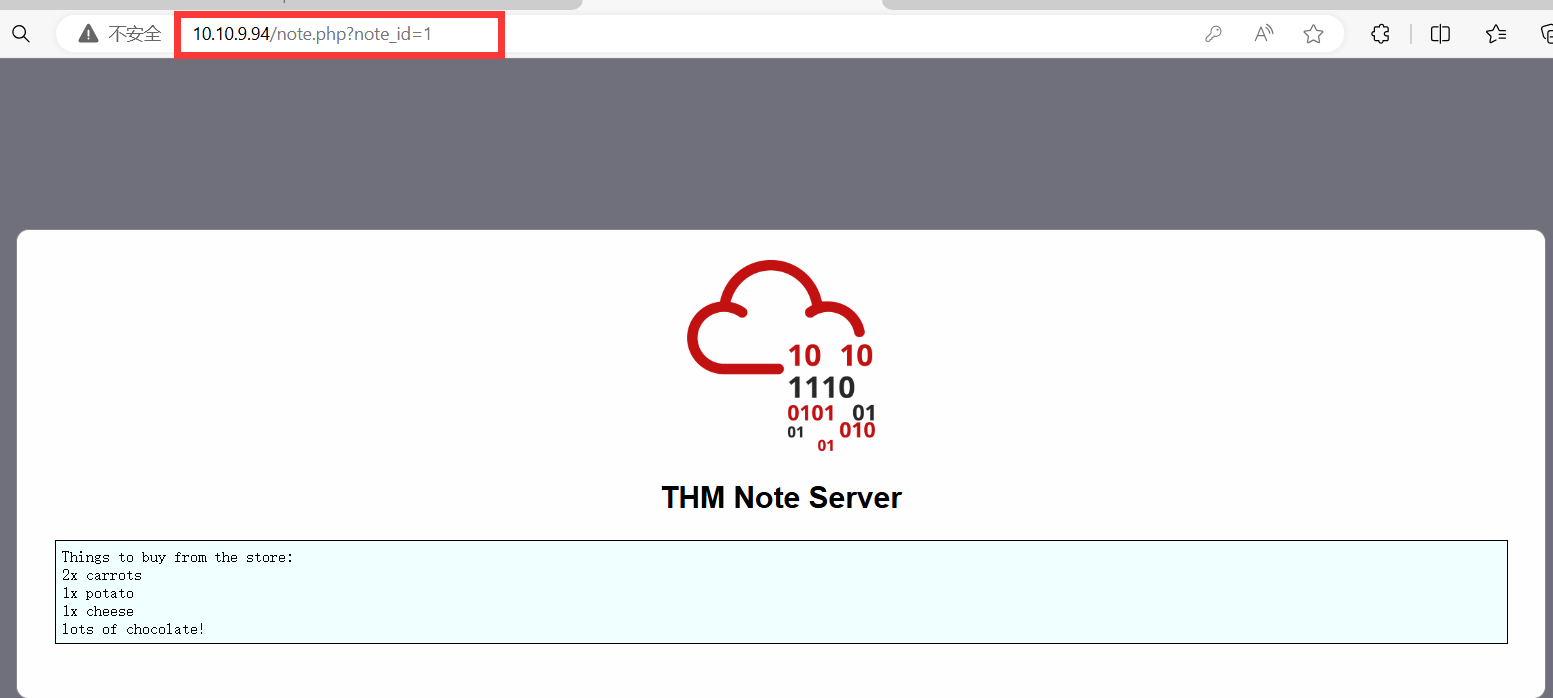 不安全 10.10.9.94/note.php?note_id=1
10 10
1110
0101 01
01 010
01
THM Note Server
Things to buy from the store:
2x carrots
1x potato
1x cheese
lots of chocolate!